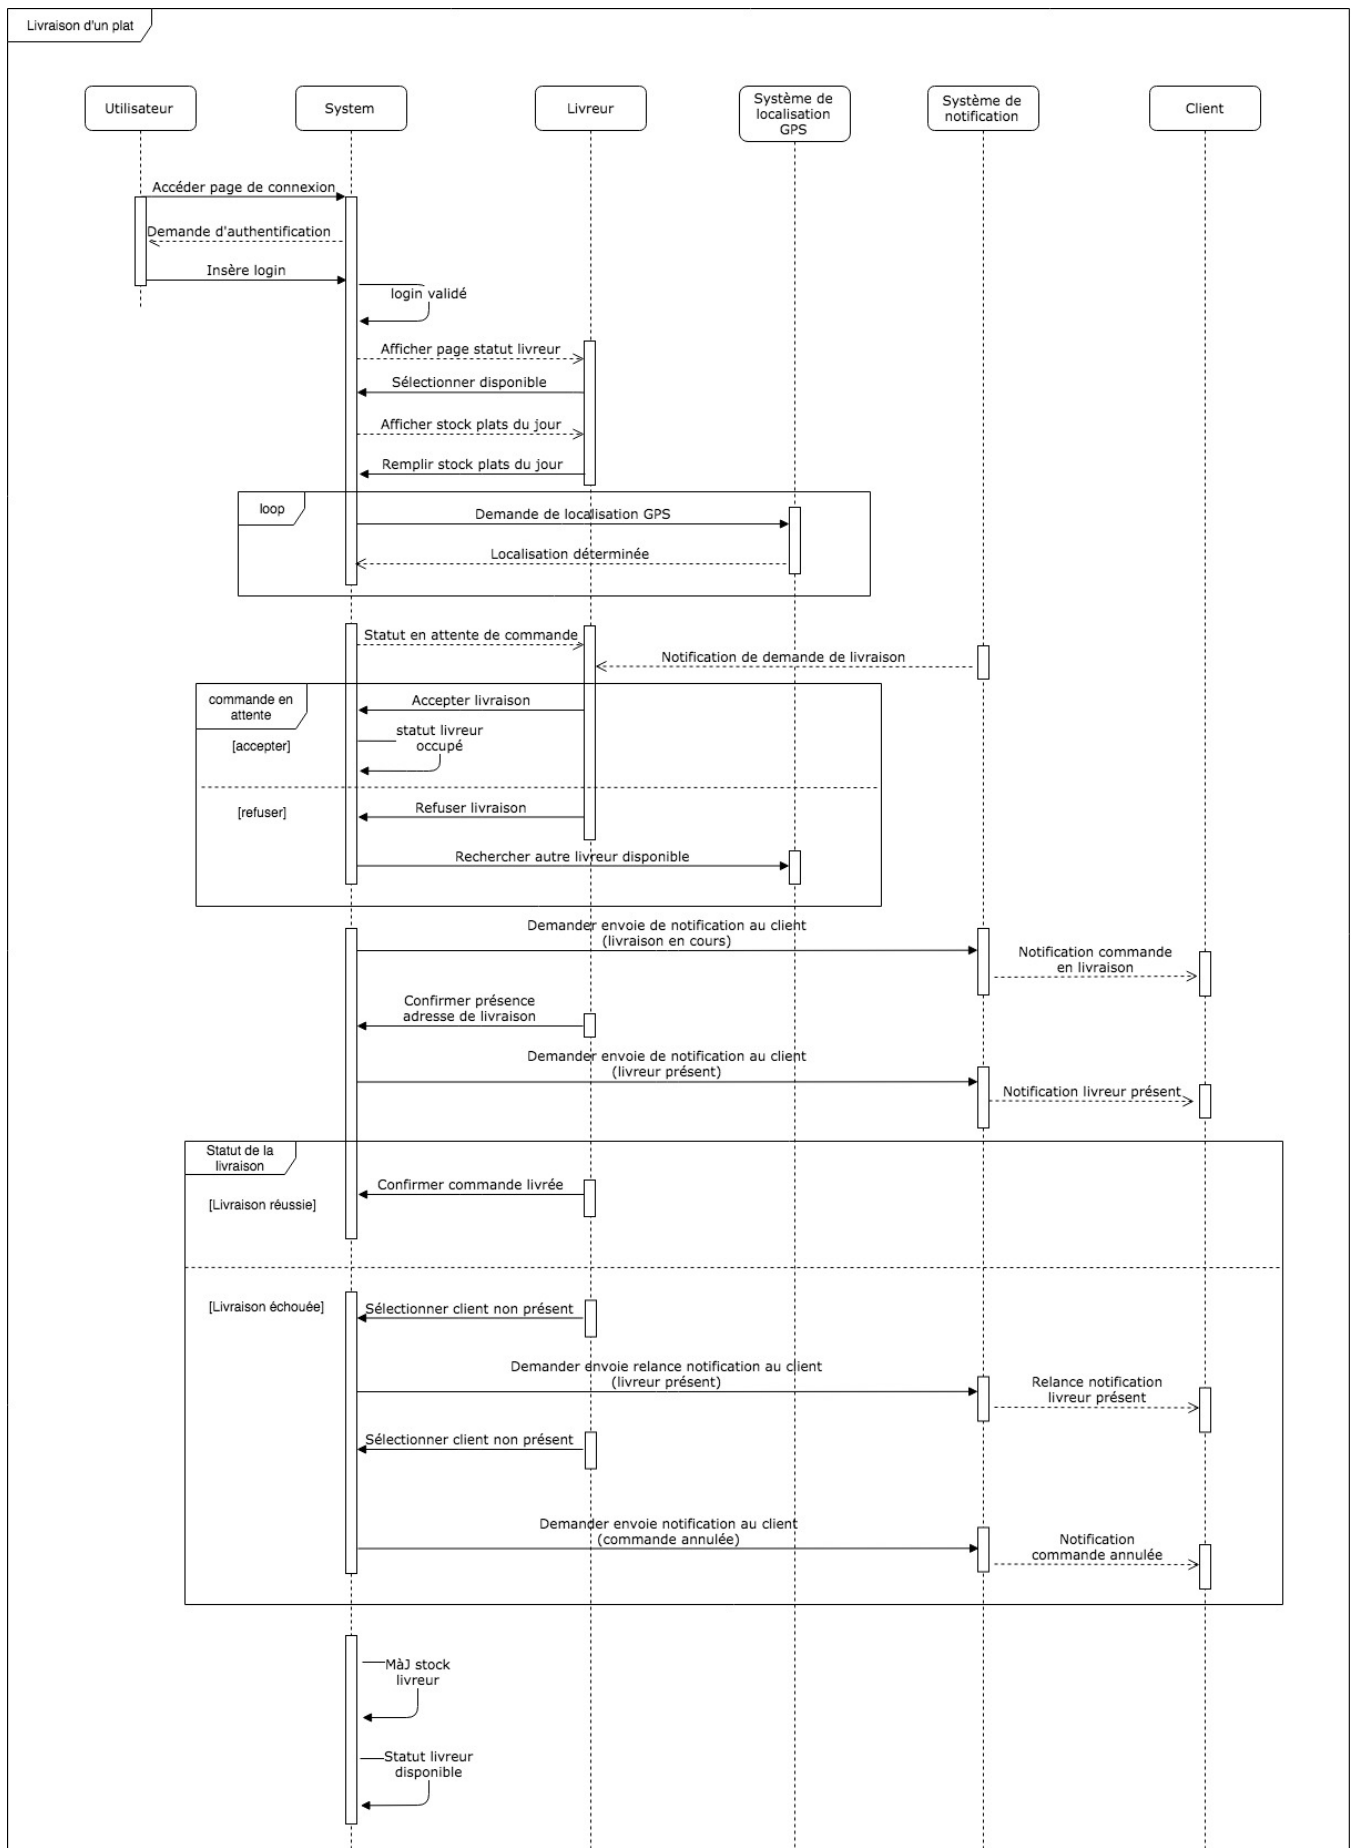 Livraison d'un plat
Utilisateur
System
Livreur
Système de
localisation
GPS
Système de
notification
Client
Accéder page de connexion
Demande d'authentification
Insère login
login validé
Afficher page statut livreur
Sélectionner disponible
Afficher stock plats du jour
Remplir stock plats du jour
loop
Demande de localisation GPS
Localisation déterminée
Statut en attente de commande
Notification de demande de livraison
commande en
attente
Accepter livraison
[accepter]
statut livreur
occupé
[refuser]
Refuser livraison
Rechercher autre livreur disponible
Demander envoie de notification au client
(livraison en cours)
Notification commande
en livraison
Confirmer présence
adresse de livraison
Demander envoie de notification au client
(livreur présent)
Notification livreur présent
Statut de la
livraison
Confirmer commande livrée
[Livraison réussie]
[Livraison échouée]
Sélectionner client non présent
Demander envoie relance notification au client
(livreur présent)
Relance notification
livreur présent
Sélectionner client non présent
Demander envoie notification au client
(commande annulée)
Notification
commande annulée
MàJ stock
livreur
Statut livreur
disponible